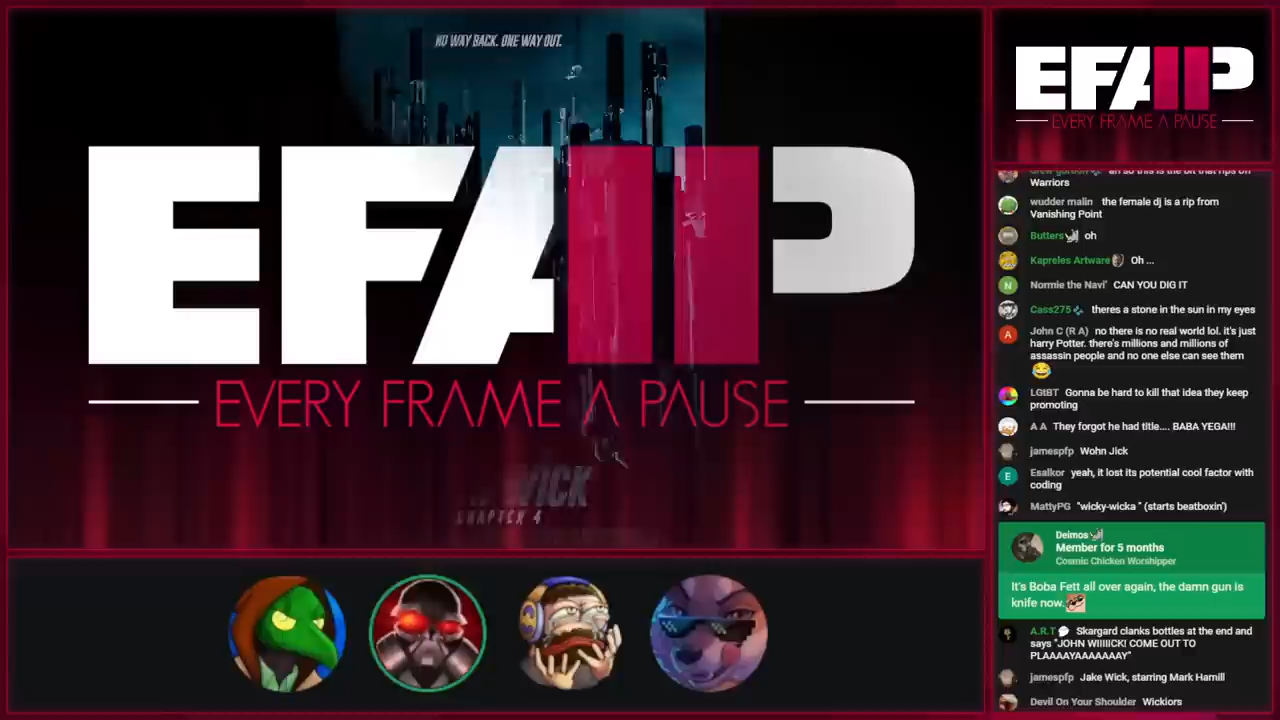 NO WAY BACK. ONE WAY OUT.
EFAP
EVERY FRAME A PAUSE
WICK
CHAPTER 4
EFAP
EVERY FRAME A PAUSE
Warriors
wudder malin the female dj is a rip from
Vanishing Point
Butters oh
Kapreles Artware Oh ...
N
Normie the Navi' CAN YOU DIG IT
Cass275 theres a stone in the sun in my eyes
A
John C (R A) no there is no real world lol. it's just
harry Potter. there's millions and millions of
assassin people and no one else can see them
LGtBT Gonna be hard to kill that idea they keep
promoting
A A They forgot he had title.... BABA YEGA!!!
jamespfp Wohn Jick
E
Esalkor yeah, it lost its potential cool factor with
coding
MattyPG "wicky-wicka " (starts beatboxin')
Deimos
Member for 5 months
Cosmic Chicken Worshipper
It's Boba Fett all over again, the damn gun is
knife now.
A.R.T Skargard clanks bottles at the end and
says "JOHN WIIIICK! COME OUT TO
PLAAAAYAAAAAAY"
jamespfp Jake Wick, starring Mark Hamill
Devil On Your Shoulder Wickiors